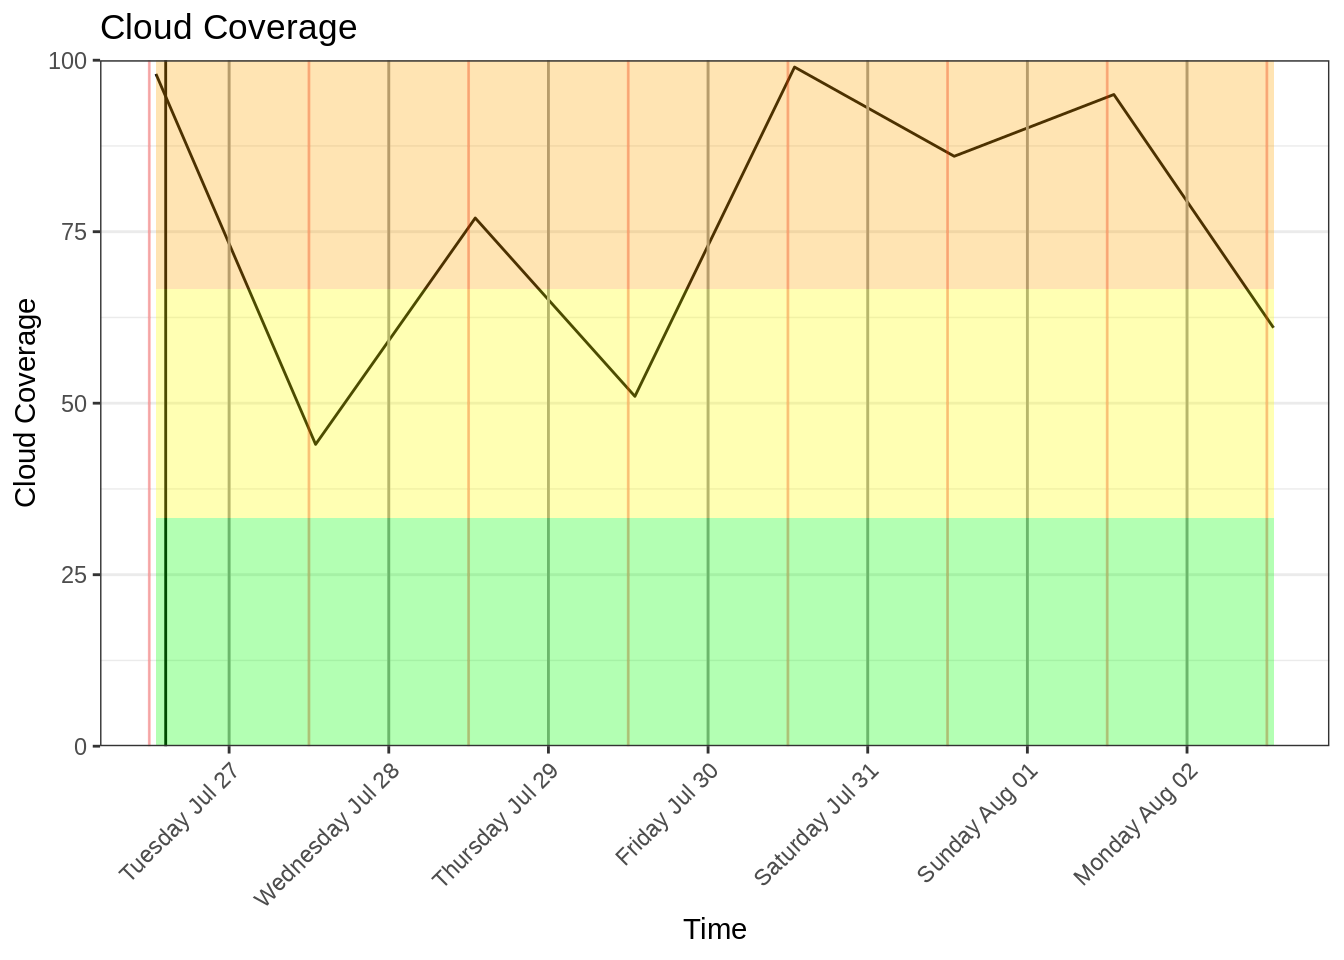 Cloud Coverage
Cloud Coverage
100
75
50
25
0
Tuesday Jul 27
Wednesday Jul 28
Thursday Jul 29
Friday Jul 30
Saturday Jul 31
Sunday Aug 01
Monday Aug 02
Time